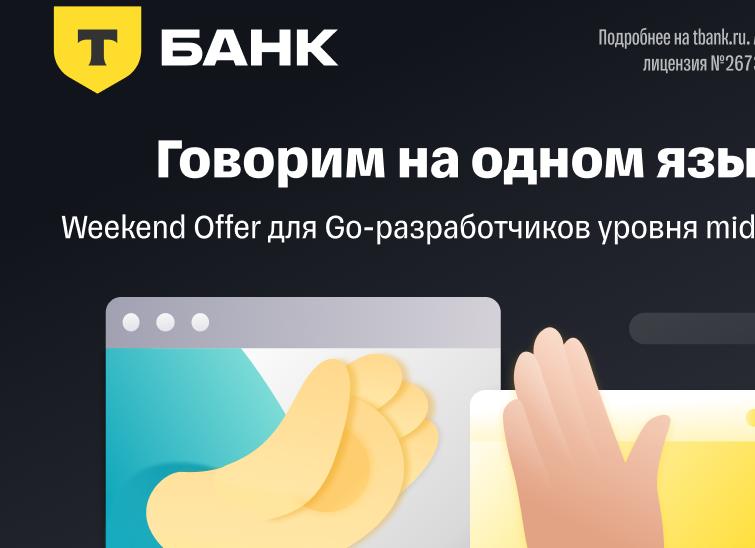 Т БАНК
Подробнее на tbank.ru.
лицензия №2673
Говорим на одном язы
Weekend Offer для Go-разработчиков уровня mid